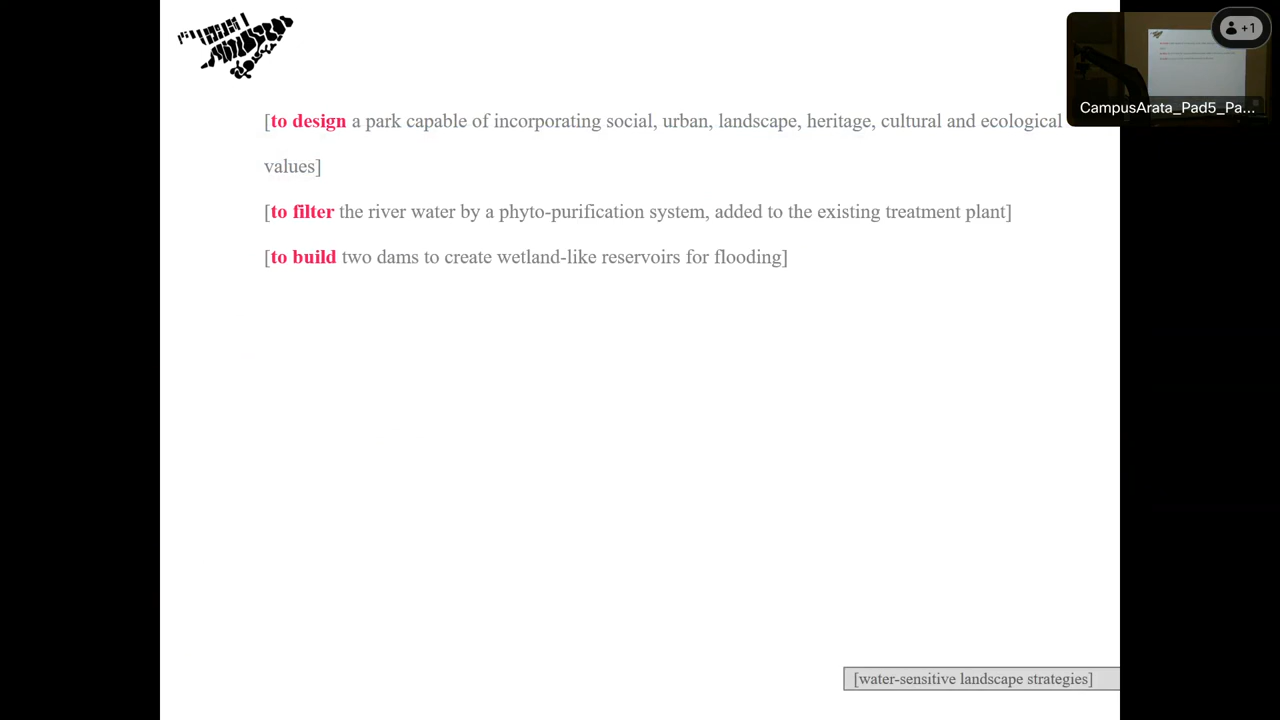 +1
CampusArata_Pad5_Pa...
[to design a park capable of incorporating social, urban, landscape, heritage, cultural and ecological
values]
[to filter the river water by a phyto-purification system, added to the existing treatment plant]
[to build two dams to create wetland-like reservoirs for flooding]
[water-sensitive landscape strategies]